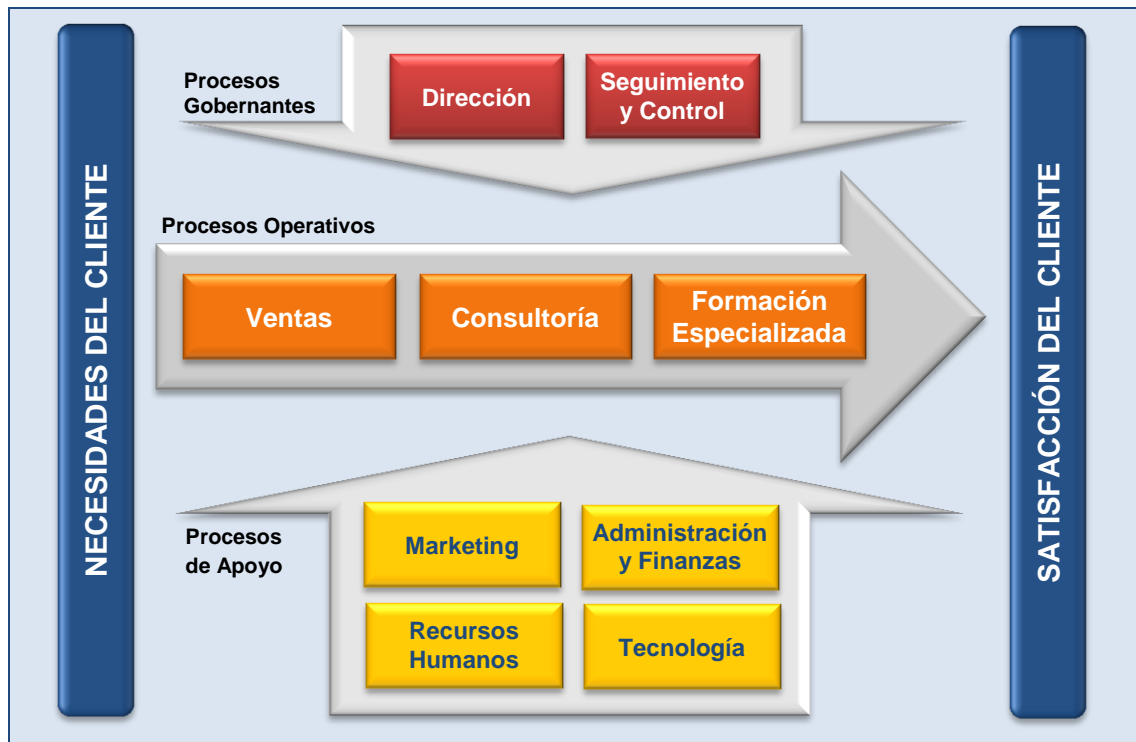 NECESIDADES DEL CLIENTE
Procesos
Gobernantes
Dirección
Seguimiento
y Control
Procesos Operativos
Ventas
Consultoría
Formación
Especializada
Procesos
de Apoyo
Marketing
Administración
y Finanzas
Recursos
Humanos
Tecnología
SATISFACCIÓN DEL CLIENTE